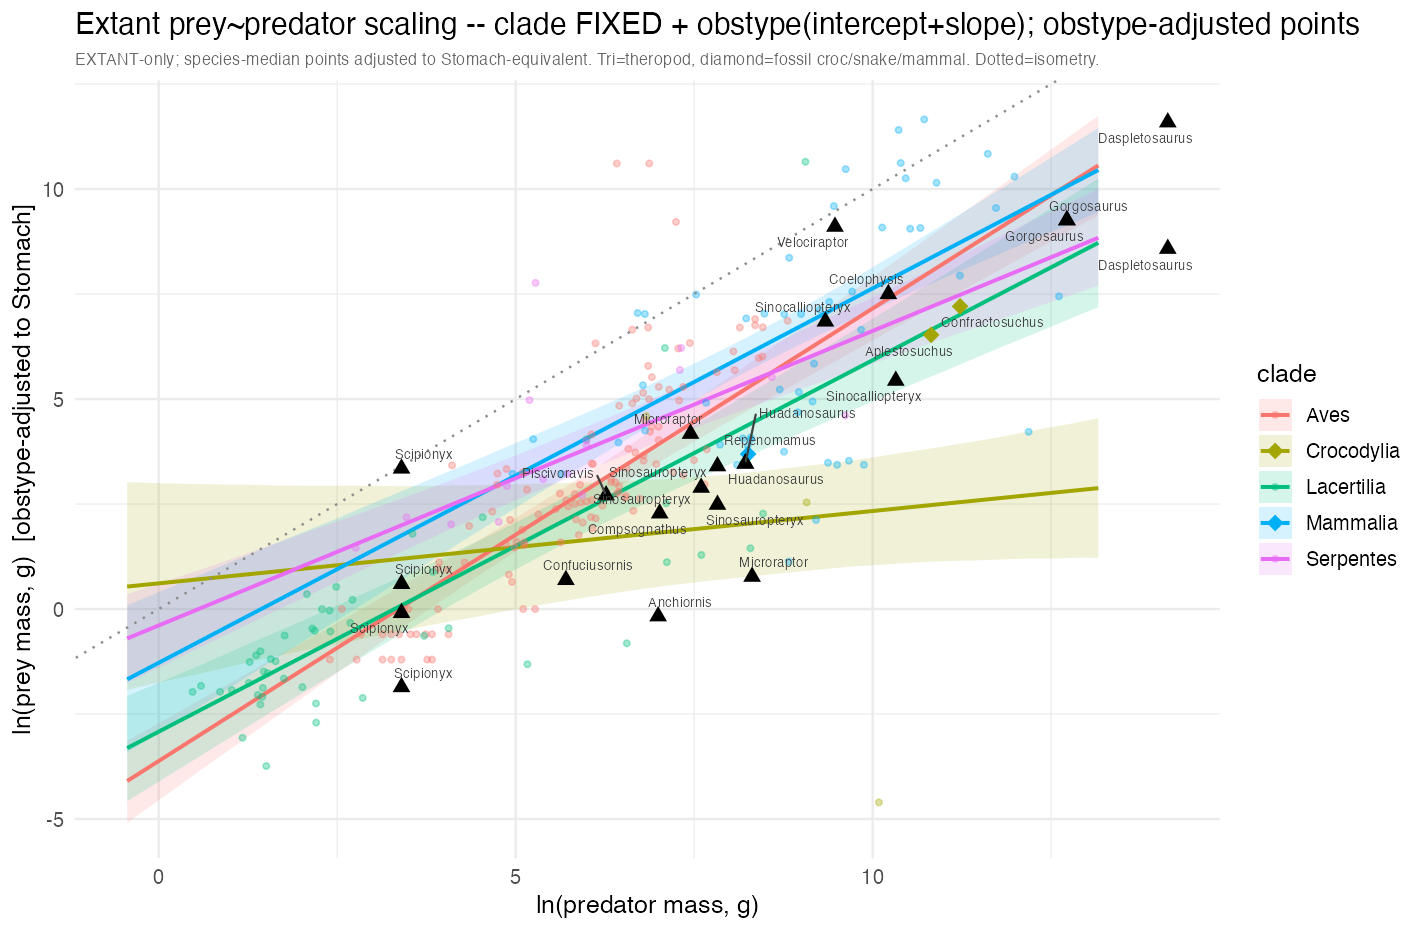 Extant prey~predator scaling -- clade FIXED + obstype(intercept+slope); obstype-adjusted points
EXTANT-only; species-median points adjusted to Stomach-equivalent. Tri=theropod, diamond=fossil croc/snake/mammal. Dotted=isometry.
ln(prey mass, g)  [obstype-adjusted to Stomach]
10
5
0
-5
Daspletosaurus
Gorgosaurus
Gorgosaurus
Velociraptor
Daspletosaurus
Coelophysis
Sinocalliopteryx
Confractosuchus
Aplestosuchus
Sinocalliopteryx
Huadanosaurus
Microraptor
Repenomamus
Scipionyx
Piscivoravis
Sinosauropteryx
Huadanosaurus
Sinosauropteryx
Sinosauropteryx
Compsognathus
Scipionyx
Confuciusornis
Microraptor
Anchiornis
Scipionyx
Scipionyx
0
5
10
ln(predator mass, g)
clade
Aves
Crocodylia
Lacertilia
Mammalia
Serpentes